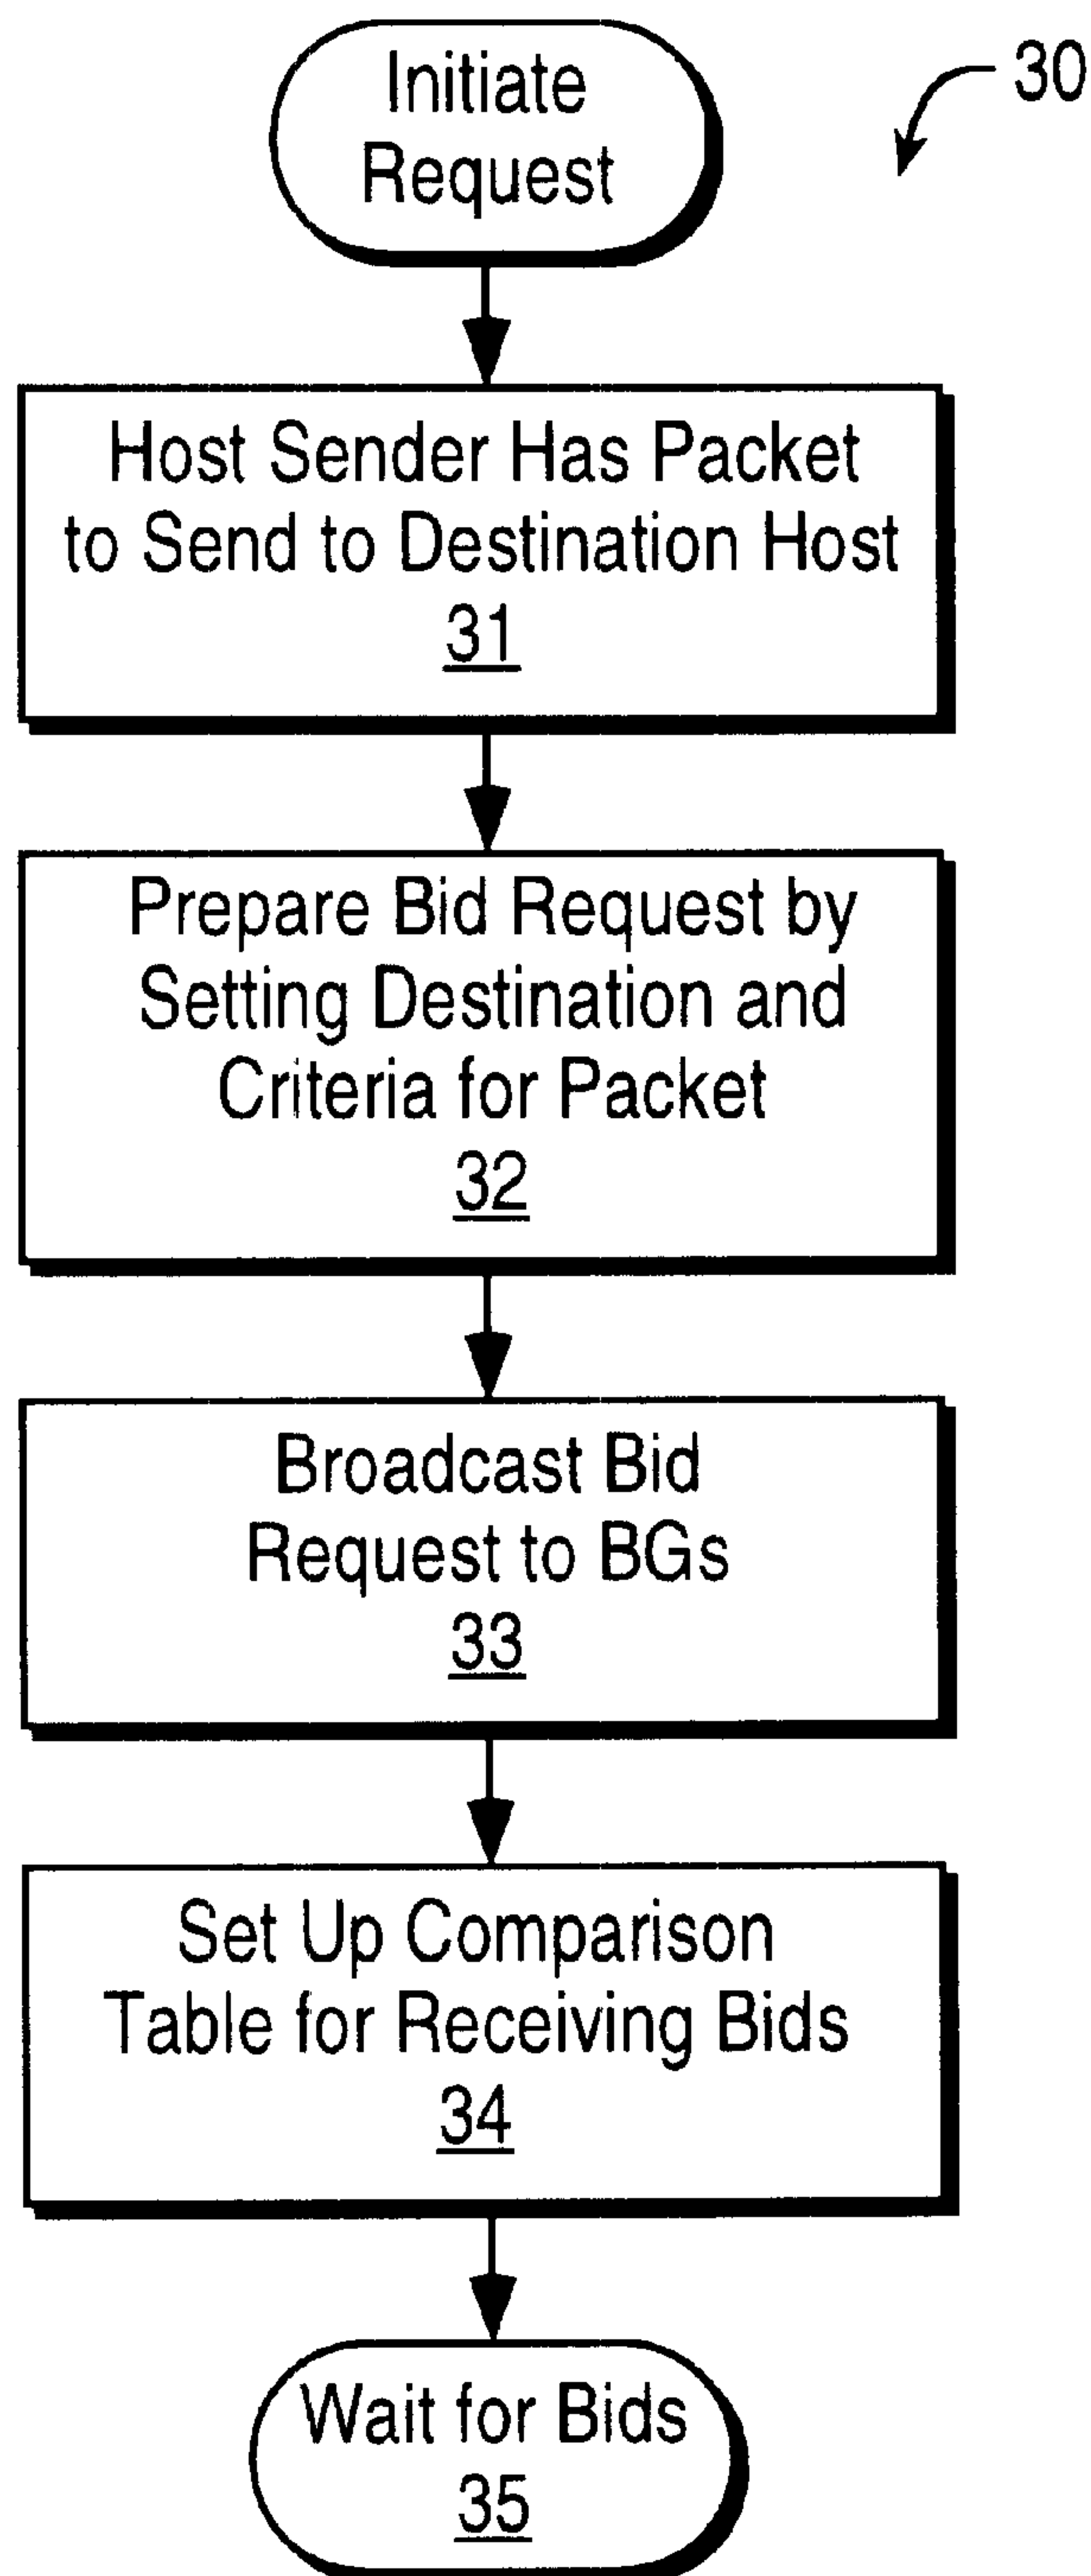 Initiate
Request
30
Host Sender Has Packet
to Send to Destination Host
31
Prepare Bid Request by
Setting Destination and
Criteria for Packet
32
Broadcast Bid
Request to BGs
33
Set Up Comparison
Table for Receiving Bids
34
Wait for Bids
35